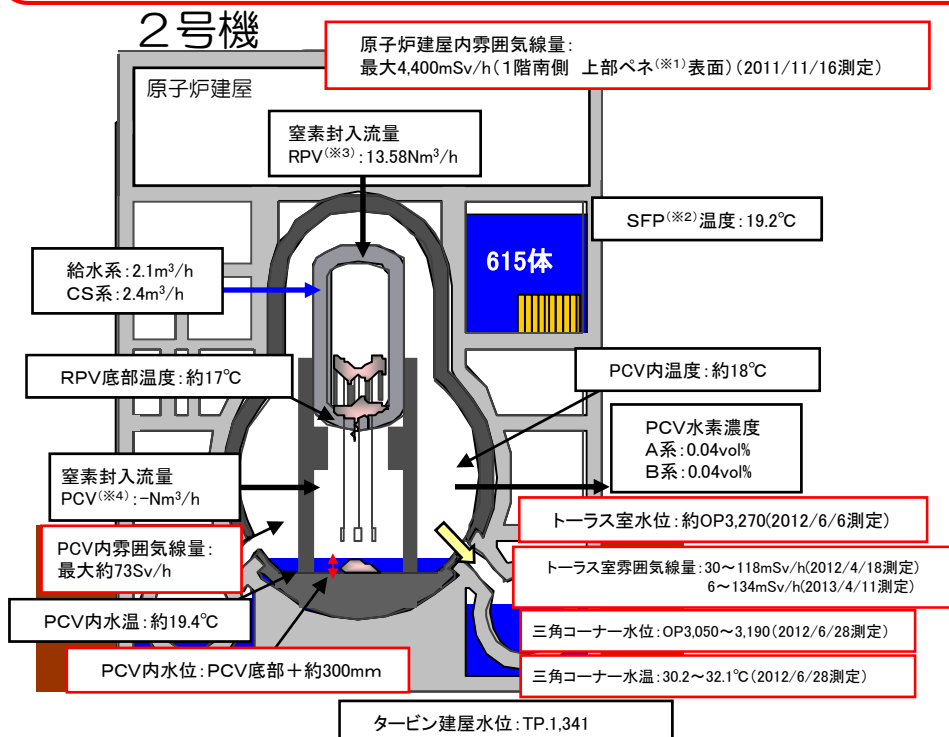 2号機
原子炉建屋内雰囲気線量:
最大4,400mSv/h(1階南側 上部ペネ(※1)表面)(2011/11/16測定)
原子炉建屋
窒素封入流量
RPV(※3):13.58Nm³/h
SFP(※2)温度:19.2℃
615体
給水系:2.1m³/h
CS系:2.4m³/h
RPV底部温度:約17℃
PCV内温度:約18℃
PCV水素濃度
A系:0.04vol%
B系:0.04vol%
窒素封入流量
PCV(※4):-Nm³/h
トーラス室水位:約OP3,270(2012/6/6測定)
PCV内雰囲気線量:
最大約73Sv/h
トーラス室雰囲気線量:30~118mSv/h(2012/4/18測定)
6~134mSv/h(2013/4/11測定)
PCV内水温:約19.4℃
三角コーナー水位:OP3,050~3,190(2012/6/28測定)
PCV内水位:PCV底部+約300mm
三角コーナー水温:30.2~32.1℃(2012/6/28測定)
タービン建屋水位:TP.1,341